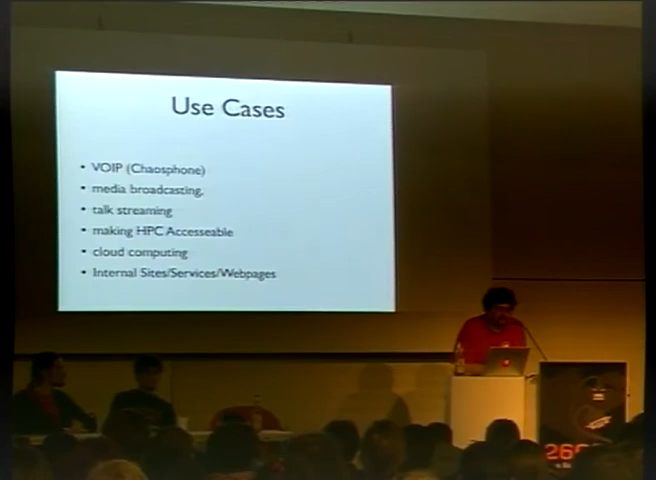 Use Cases
• VOIP (Chaosphone)
• media broadcasting,
• talk streaming
• making HPC Accesseable
• cloud computing
• Internal Sites/Services/Webpages